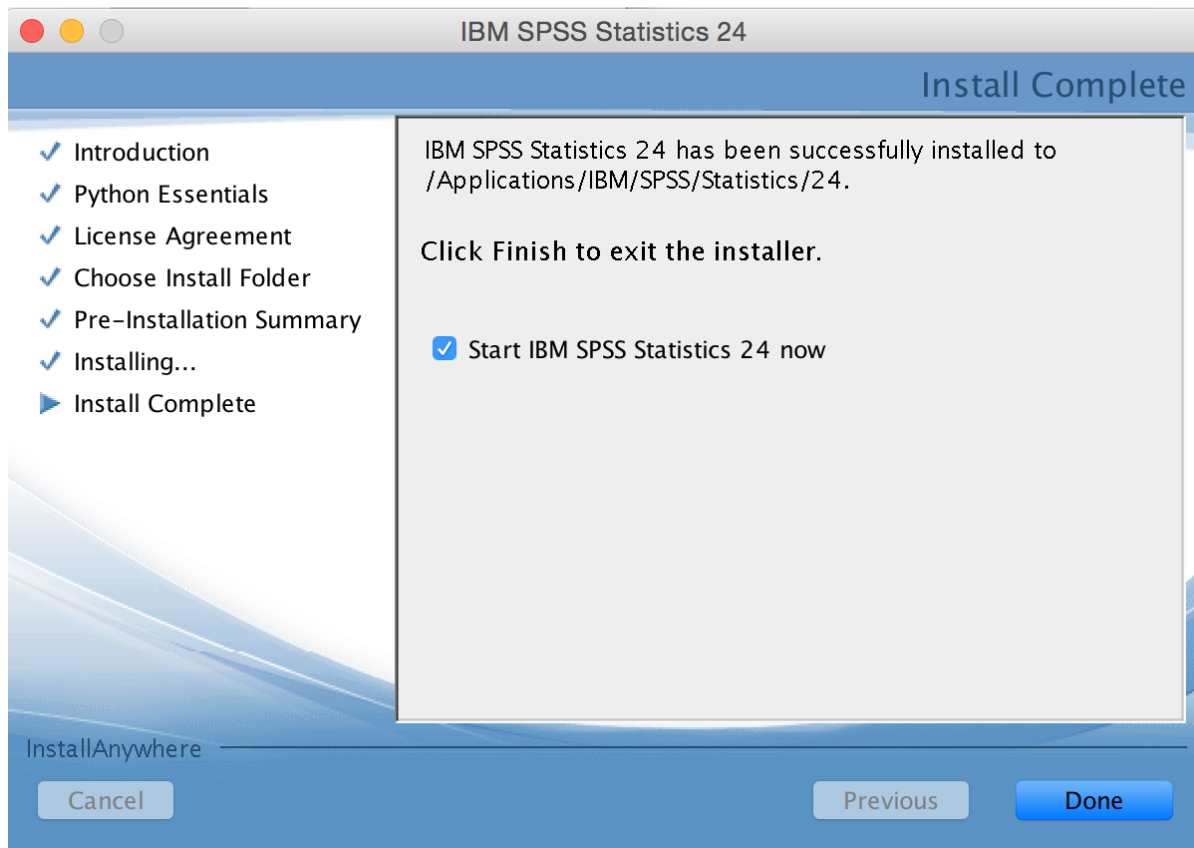 IBM SPSS Statistics 24
Install Complete
Introduction
Python Essentials
License Agreement
Choose Install Folder
Pre-Installation Summary
Installing...
Install Complete
IBM SPSS Statistics 24 has been successfully installed to
/Applications/IBM/SPSS/Statistics/24.
Click Finish to exit the installer.
Start IBM SPSS Statistics 24 now
InstallAnywhere
Cancel
Previous
Done